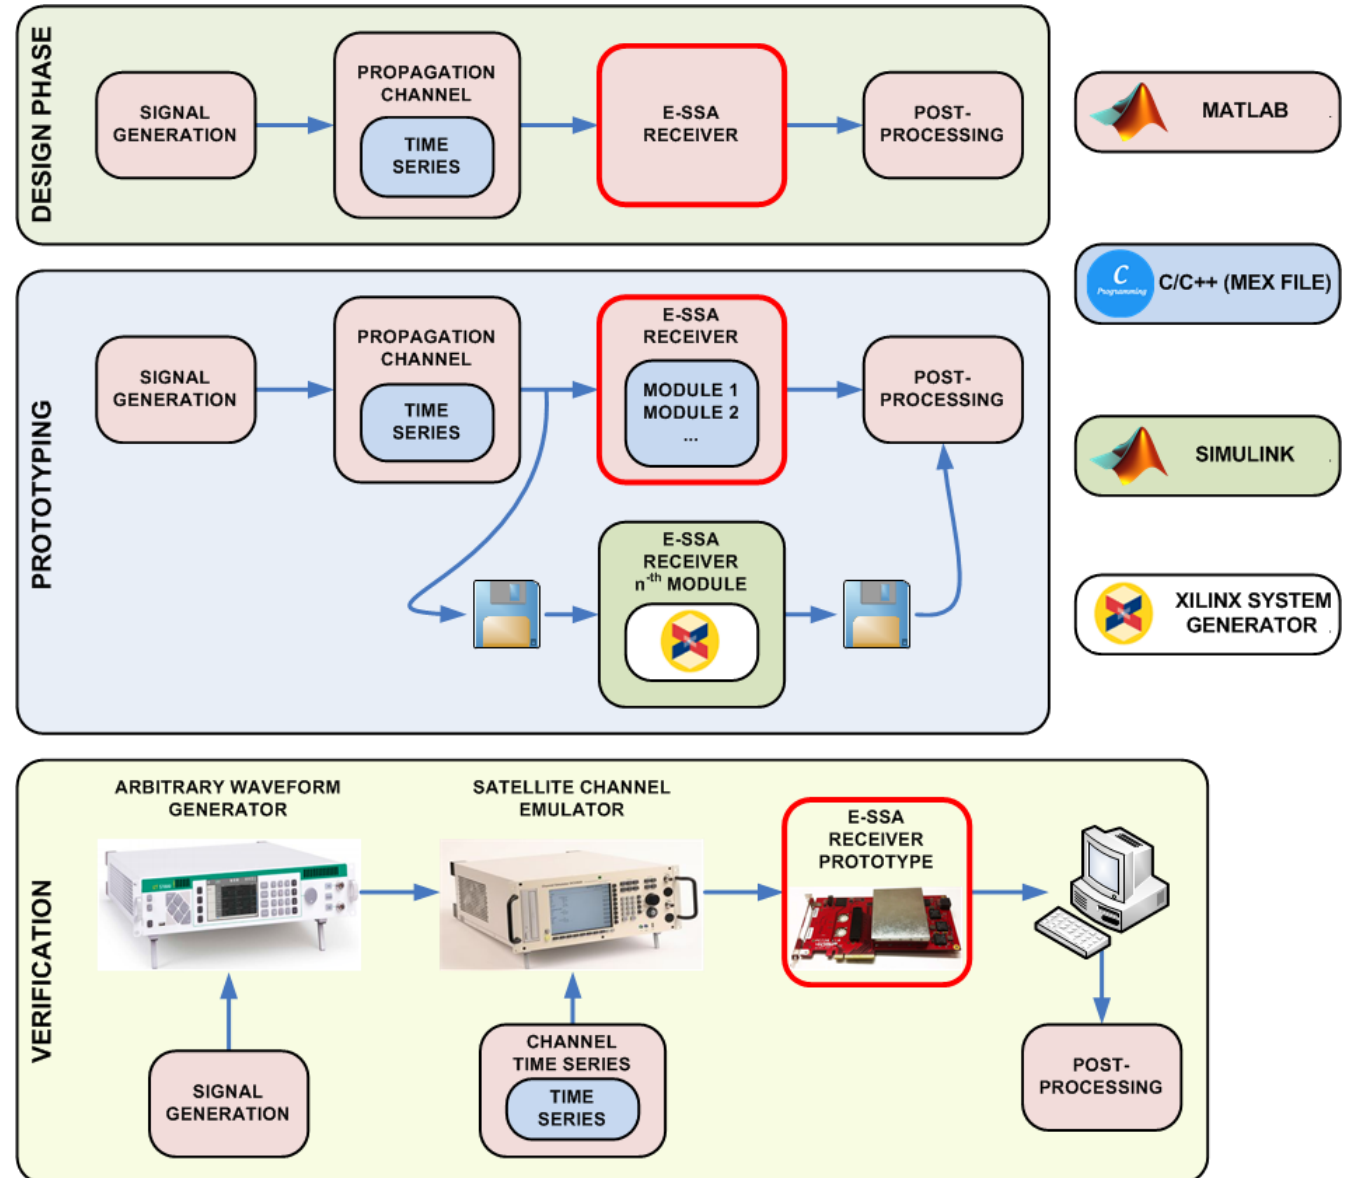 DESIGN PHASE
SIGNAL
GENERATION
PROPAGATION
CHANNEL
TIME
SERIES
E-SSA
RECEIVER
POST-
PROCESSING
MATLAB
C
Programming
C/C++ (MEX FILE)
SIMULINK
XILINX SYSTEM
GENERATOR
PROTOTYPING
SIGNAL
GENERATION
PROPAGATION
CHANNEL
TIME
SERIES
E-SSA
RECEIVER
MODULE 1
MODULE 2
...
POST-
PROCESSING
E-SSA
RECEIVER
n-th MODULE
VERIFICATION
ARBITRARY WAVEFORM
GENERATOR
SATELLITE CHANNEL
EMULATOR
E-SSA
RECEIVER
PROTOTYPE
SIGNAL
GENERATION
CHANNEL
TIME SERIES
TIME
SERIES
POST-
PROCESSING